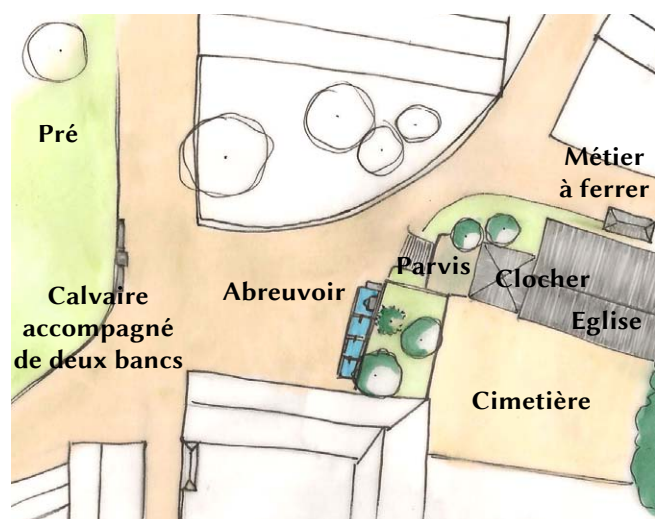 Pré
Métier
à ferrer
Parvis
Clocher
Abreuvoir
Calvaire
accompagné
de deux bancs
Eglise
Cimetière